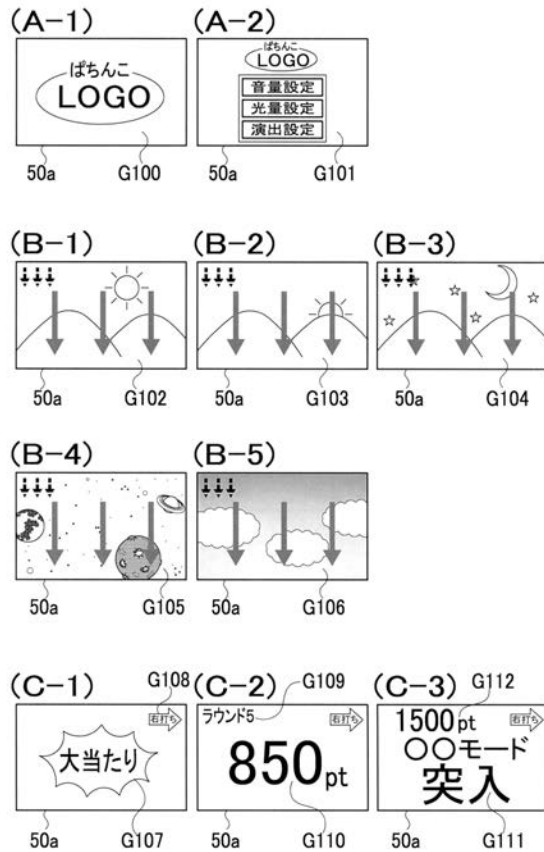 (A-1)
ぱちんこ
LOGO
50a
G100
(A-2)
ぱちんこ
LOGO
音量設定
光量設定
演出設定
50a
G101
(B-1)
50a
G102
(B-2)
50a
G103
(B-3)
50a
G104
(B-4)
50a
G105
(B-5)
50a
G106
(C-1)
G108
右打ち
大当たり
50a
G107
(C-2)
G109
ラウンド5
右打ち
850pt
50a
G110
(C-3)
G112
1500pt
右打ち
○○モード
突入
50a
G111